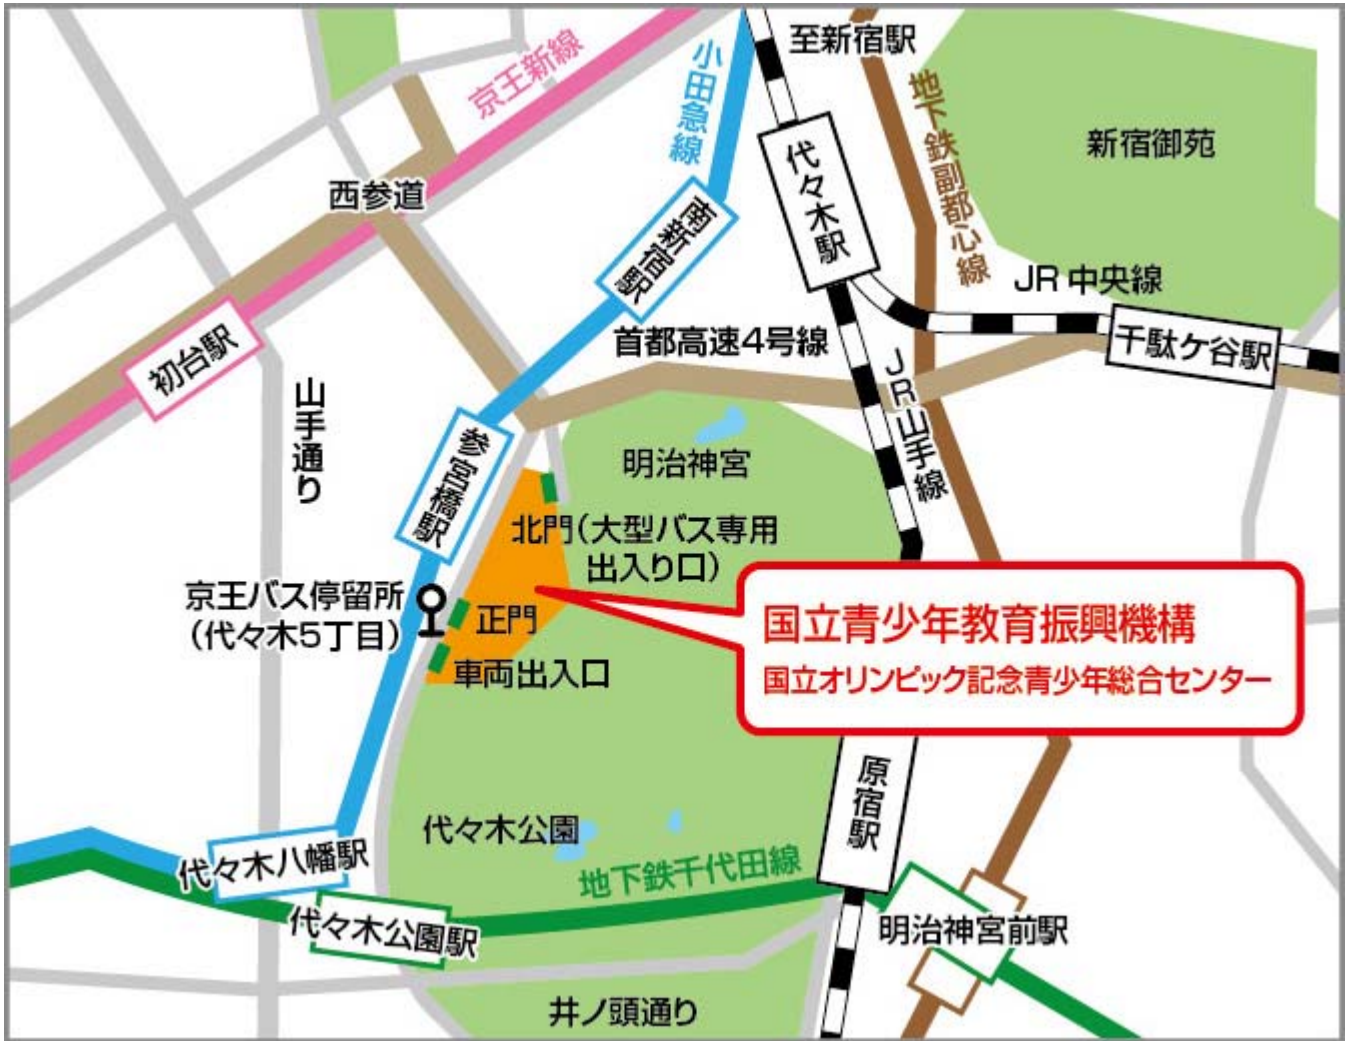 至新宿駅
京王新線
小田急線
地下鉄副都心線
新宿御苑
代々木駅
西参道
南新宿駅
JR 中央線
千駄ケ谷駅
首都高速4号線
初台駅
山手通り
JR山手線
参宮橋駅
明治神宮
北門(大型バス専用
出入り口)
京王バス停留所
(代々木5丁目)
正門
車両出入口
国立青少年教育振興機構
国立オリンピック記念青少年総合センター
原宿駅
代々木公園
代々木八幡駅
地下鉄千代田線
代々木公園駅
明治神宮前駅
井ノ頭通り